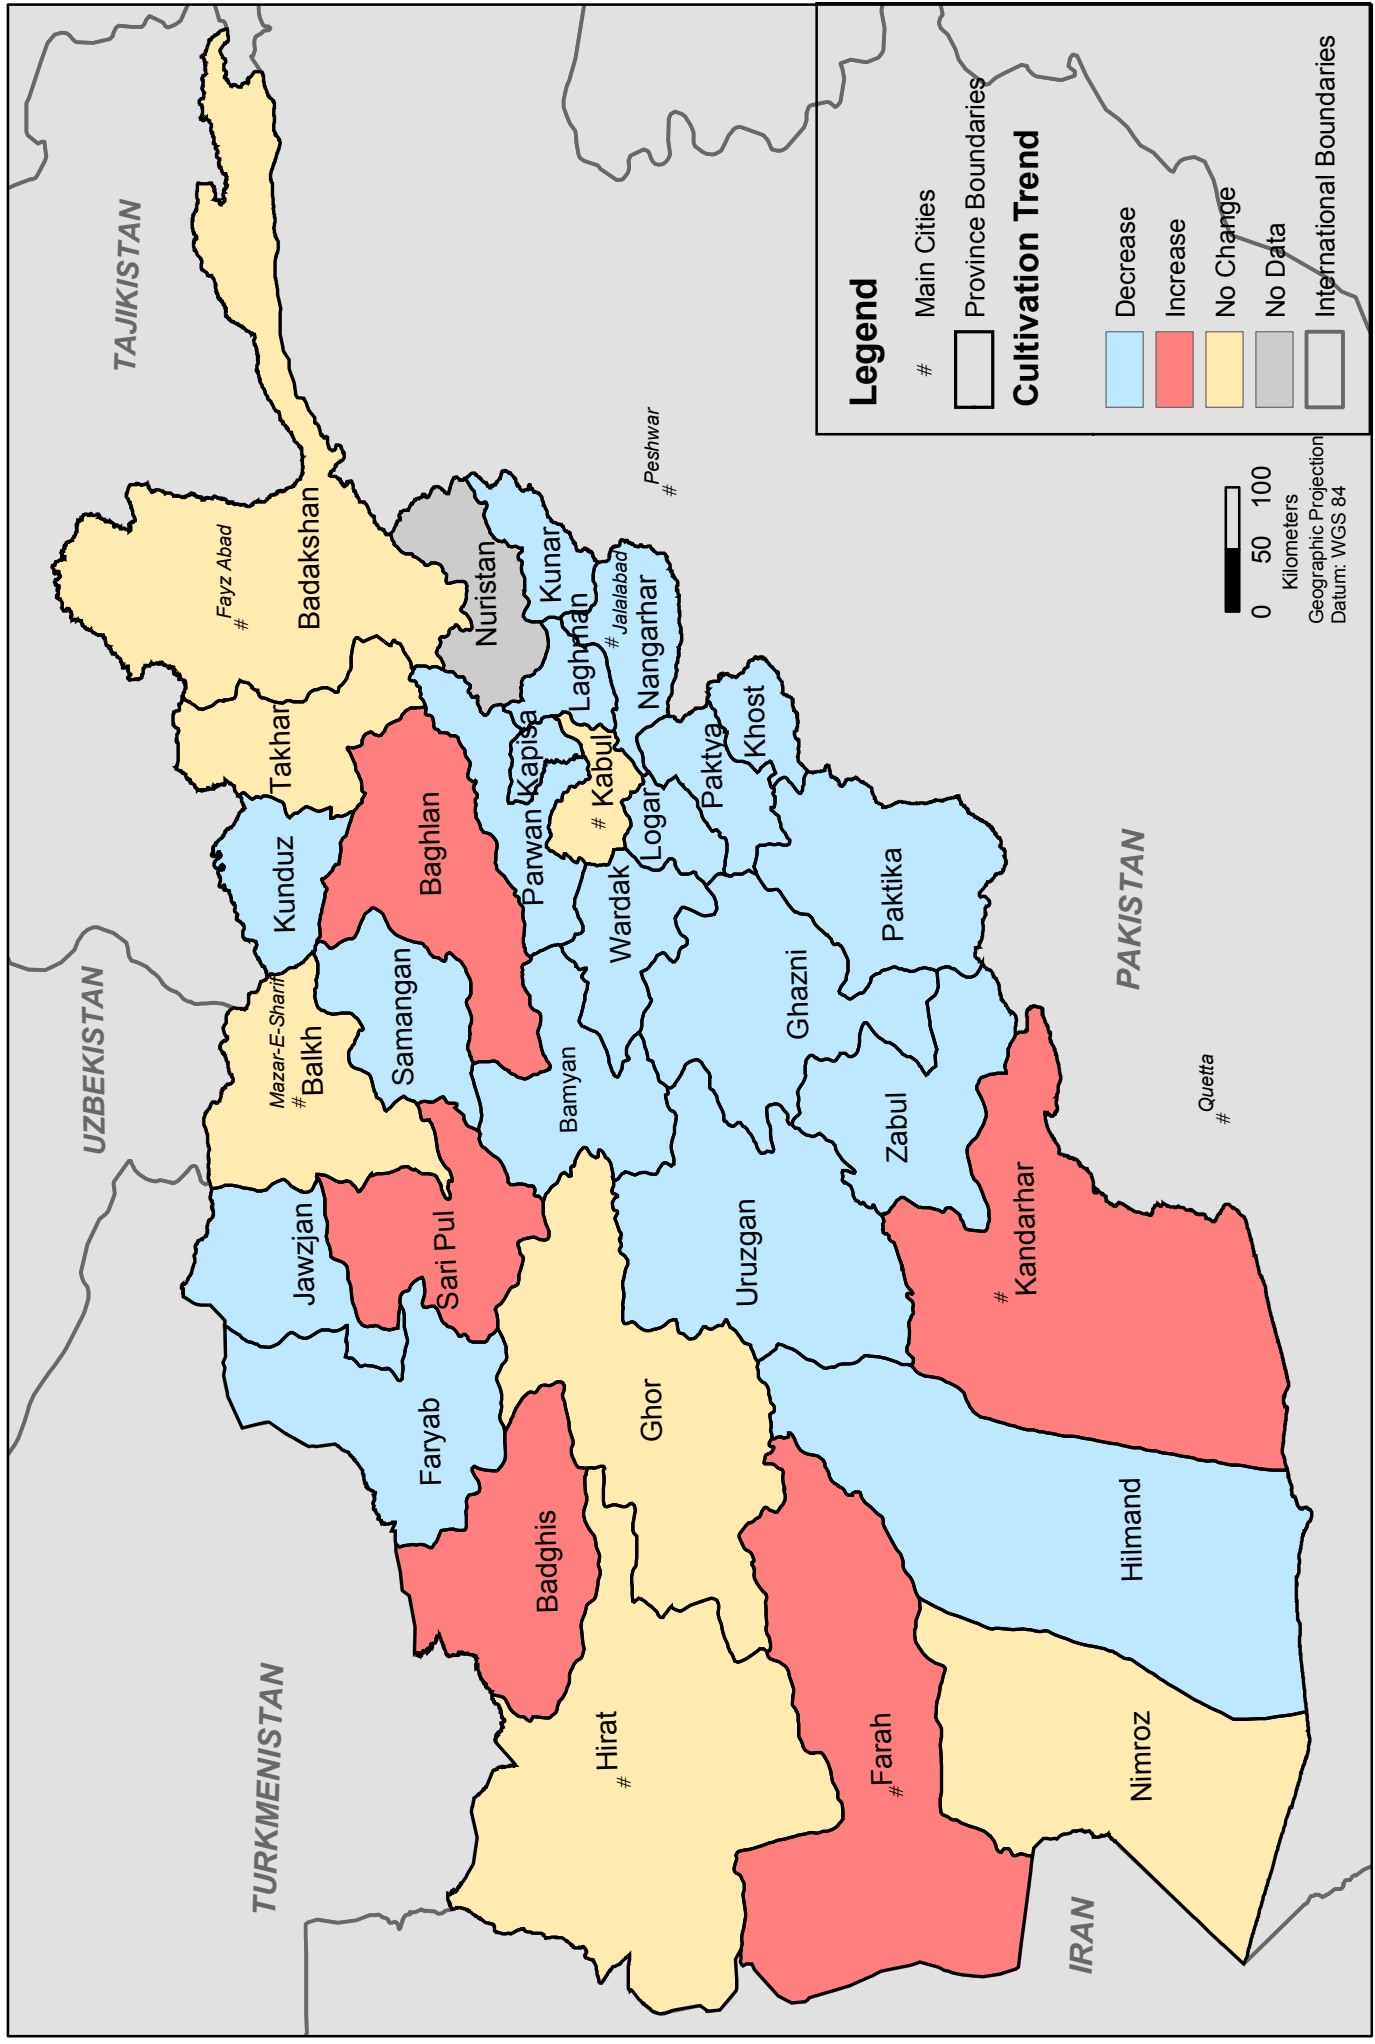 TAJIKISTAN
UZBEKISTAN
TURKMENISTAN
Fayz Abad
#
Badakshan
Takhar
Kunduz
Mazar-E-Sharif
#
Balkh
Jawzjan
Baghlan
Samangan
Sari Pul
Faryab
Badghis
Nuristan
Kunar
Laghman
Jalalabad
#
Nangarhar
Kapisa
Parwan
Kabul
#
Logar
Wardak
Paktya
Khost
Bamyan
Ghor
Hirat
#
Ghazni
Paktika
Uruzgan
Zabul
Farah
#
Kandarhar
#
Hilmand
Nimroz
Peshwar
#
Quetta
#
PAKISTAN
IRAN
Legend
# Main Cities
Province Boundaries
Cultivation Trend
Decrease
Increase
No Change
No Data
International Boundaries
0 50 100
Kilometers
Geographic Projection
Datum: WGS 84